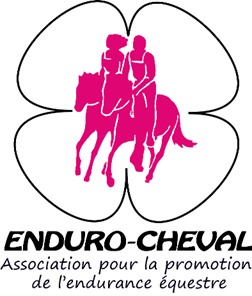 ENDURO-CHEVAL
Association pour la promotion
de l'endurance équestre